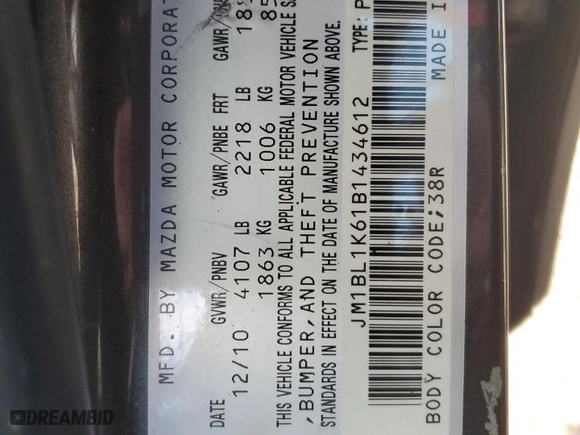 MFD. BY MAZDA MOTOR CORPORAT
DATE GVWR/PNBV GAWR/PNBE FRT GAWR/
12/10 4107 LB 2218 LB
1863 KG 1006 KG 85
THIS VEHICLE CONFORMS TO ALL APPLICABLE FEDERAL MOTOR VEHICLE SA
,BUMPER,AND THEFT PREVENTION
STANDARDS IN EFFECT ON THE DATE OF MANUFACTURE SHOWN ABOVE.
JM1BL1K61B1434612 TYPE: P
BODY COLOR CODE;38R MADE I
DREAMBID